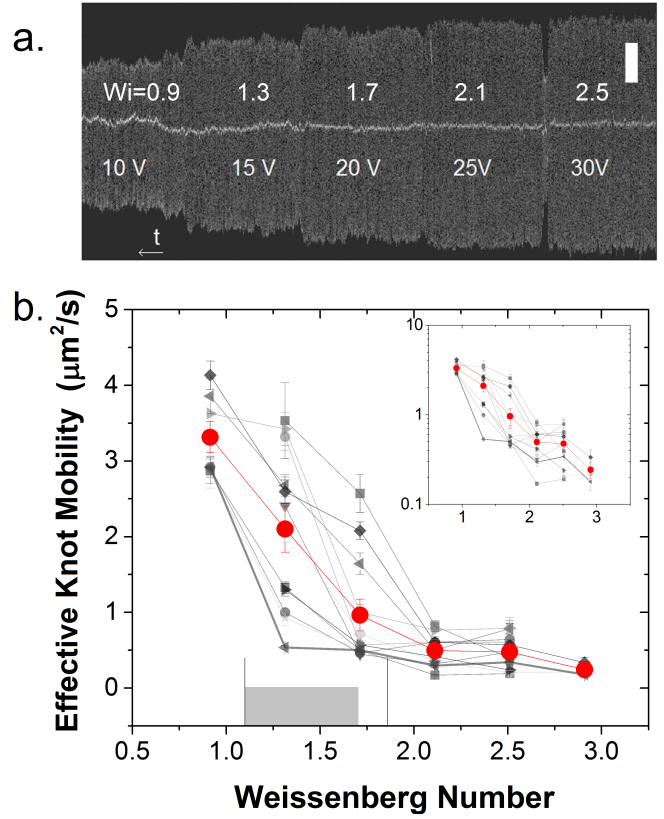 a.
Wi=0.9 1.3 1.7 2.1 2.5
10 V 15 V 20 V 25V 30V
t
b.
Effective Knot Mobility (μm²/s)
5
4
3
2
1
0
10
1
0.1
1 2 3
0.5 1.0 1.5 2.0 2.5 3.0
Weissenberg Number